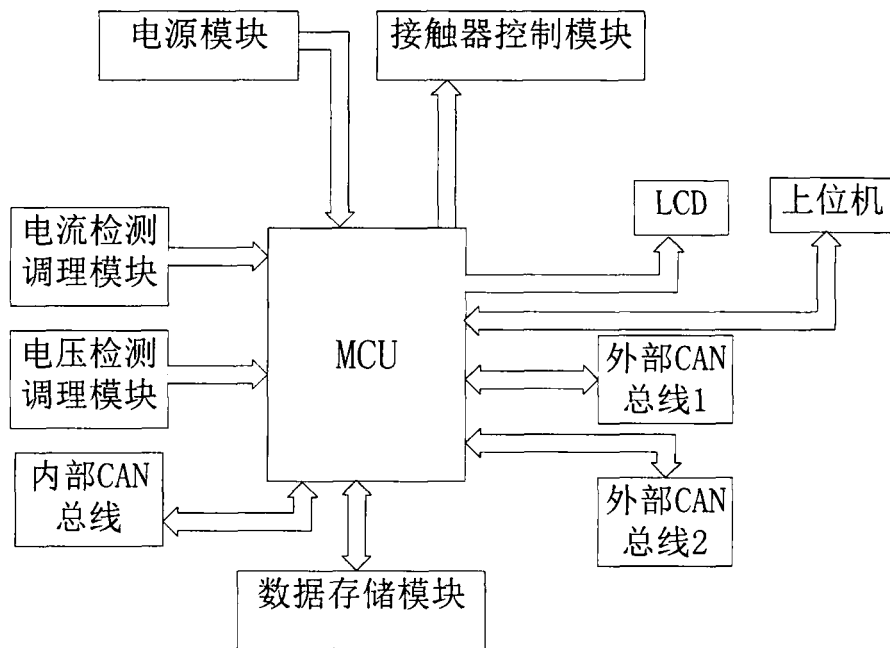 电源模块
接触器控制模块
LCD
上位机
电流检测
调理模块
MCU
电压检测
调理模块
外部CAN
总线1
内部CAN
总线
外部CAN
总线2
数据存储模块